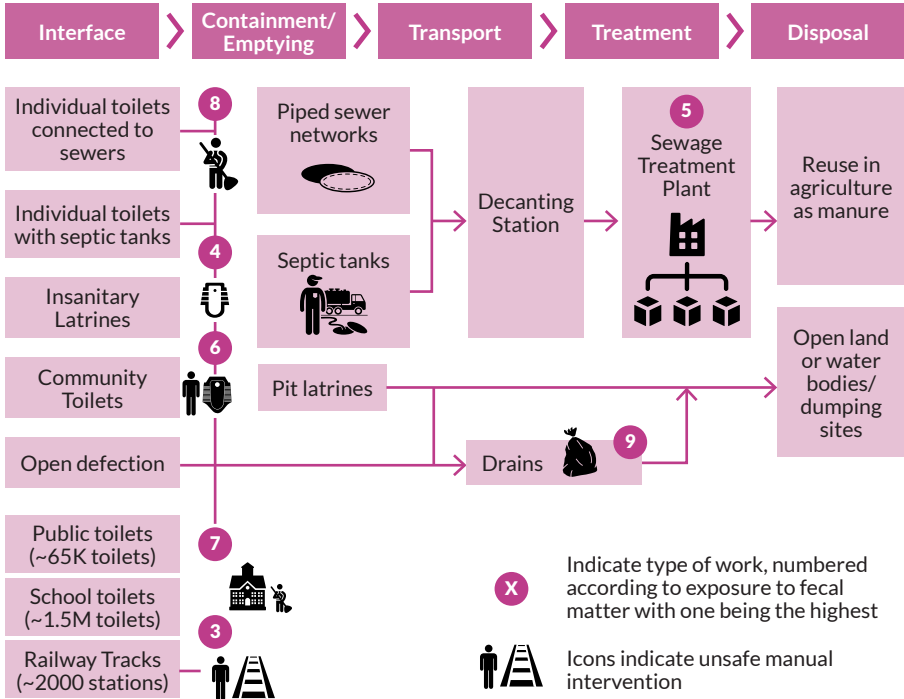 Interface
Containment/
Emptying
Transport
Treatment
Disposal
Individual toilets
connected to
sewers
8
Individual toilets
with septic tanks
4
Insanitary
Latrines
6
Community
Toilets
Open defection
7
Public toilets
(~65K toilets)
School toilets
(~1.5M toilets)
3
Railway Tracks
(~2000 stations)
Piped sewer
networks
Septic tanks
Pit latrines
Decanting
Station
Drains
9
5
Sewage
Treatment
Plant
Reuse in
agriculture
as manure
Open land
or water
bodies/
dumping
sites
X
Indicate type of work, numbered
according to exposure to fecal
matter with one being the highest
Icons indicate unsafe manual
intervention